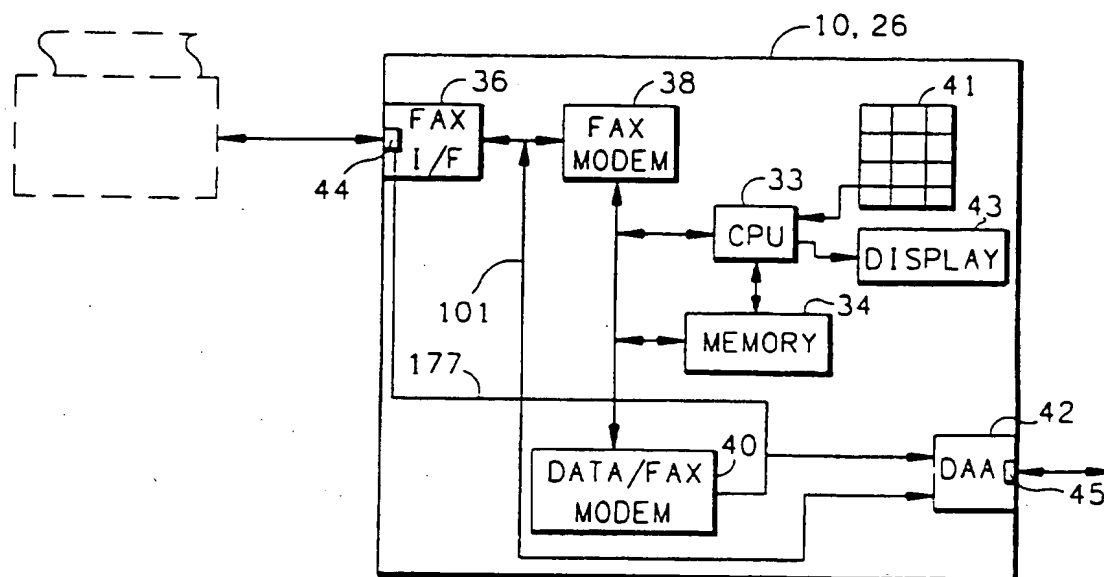 10, 26
36
38
41
FAX
I/F
FAX
MODEM
44
33
43
CPU
DISPLAY
101
34
MEMORY
177
42
40
DATA/FAX
MODEM
DAA
45